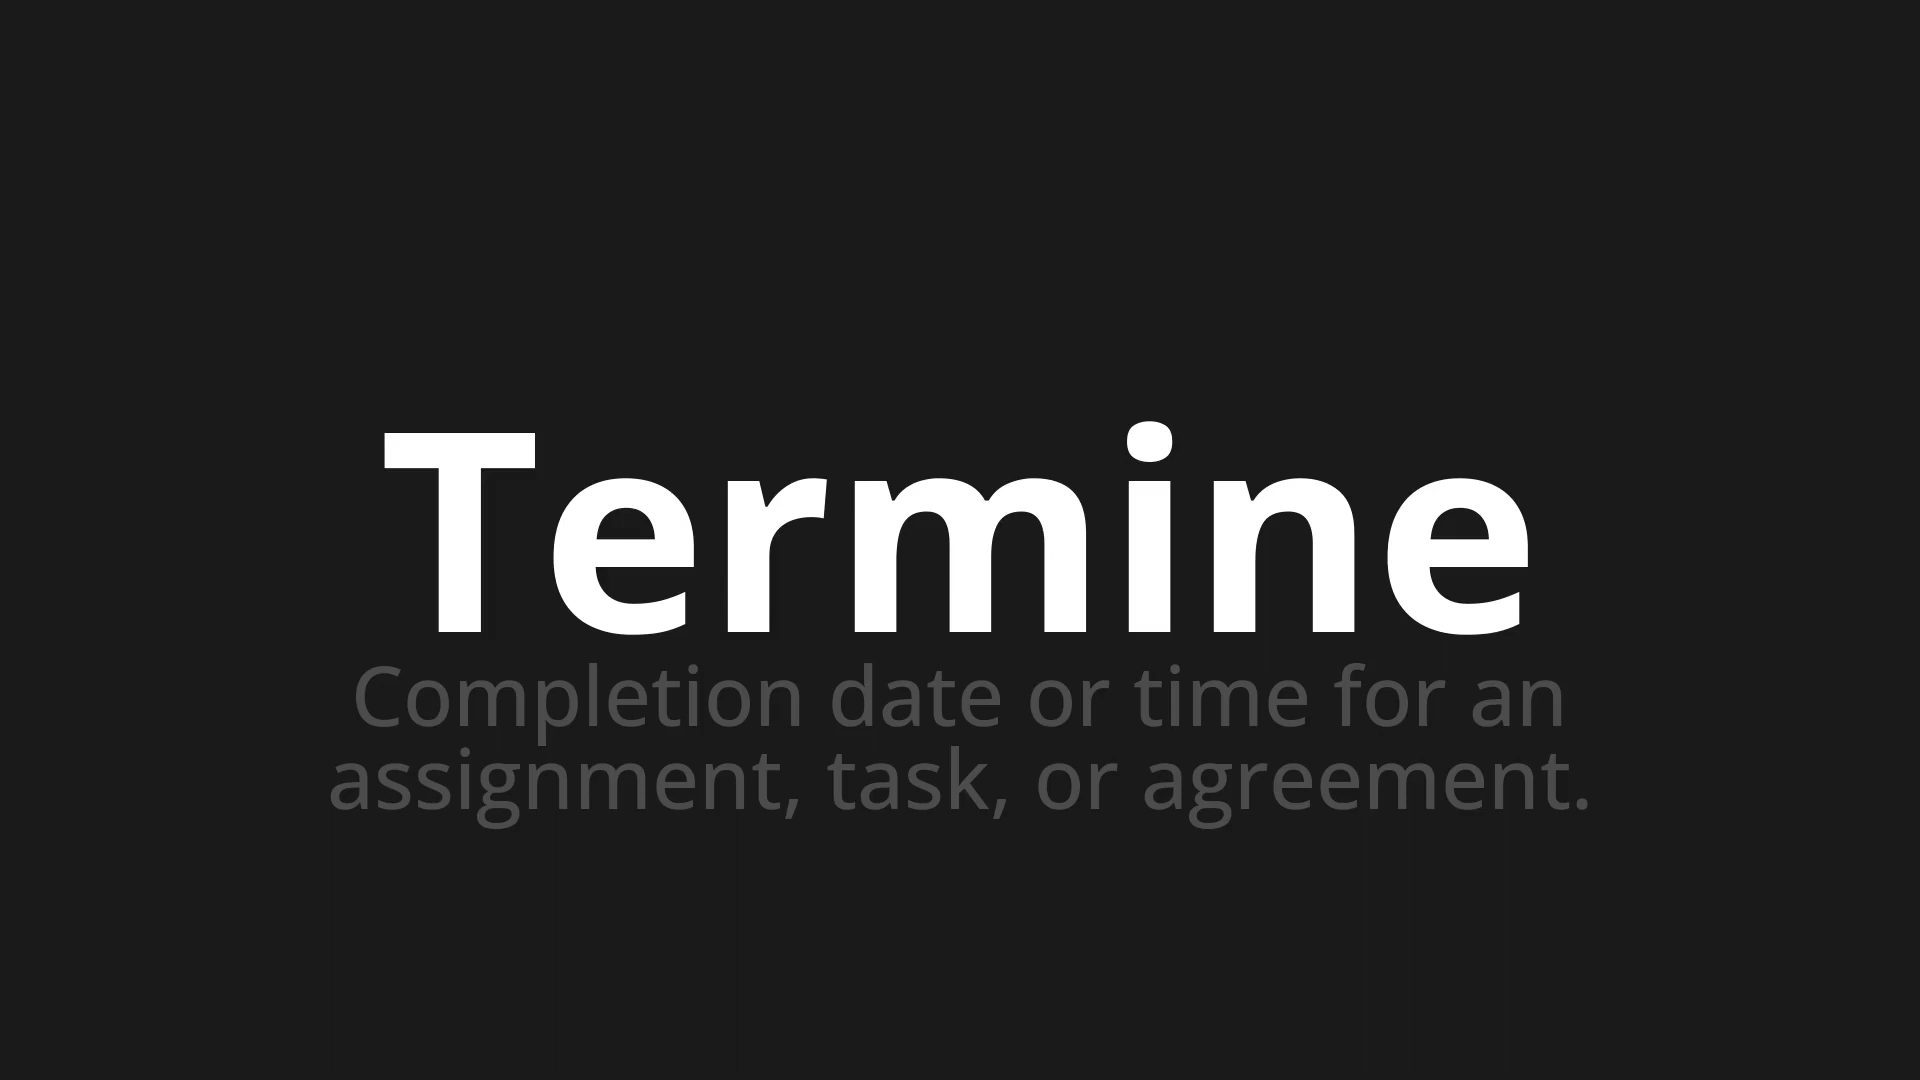 Termine
Completion date or time for an
assignment, task, or agreement.